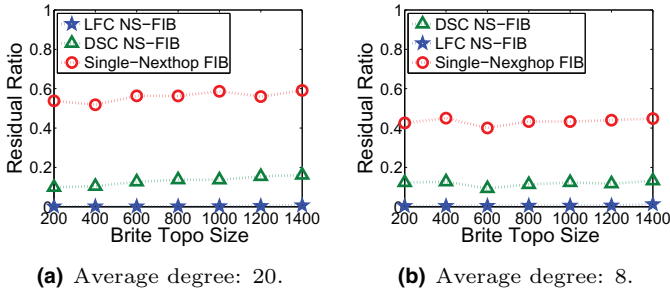 1
0.8
0.6
0.4
0.2
0
Residual Ratio
LFC NS-FIB
DSC NS-FIB
Single-Nexthop FIB
200 400 600 800 1000 1200 1400
Brite Topo Size
(a) Average degree: 20.
1
0.8
0.6
0.4
0.2
0
Residual Ratio
DSC NS-FIB
LFC NS-FIB
Single-Nexghop FIB
200 400 600 800 1000 1200 1400
Brite Topo Size
(b) Average degree: 8.